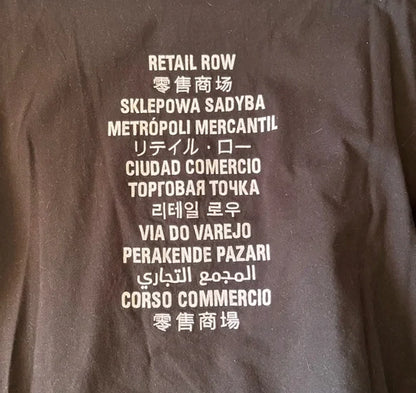 RETAIL ROW
零售商场
SKLEPOWA SADYBA
METRÓPOLI MERCANTIL
リテイル・ロー
CIUDAD COMERCIO
ТОРГОВАЯ ТОЧКА
리테일 로우
VIA DO VAREJO
PERAKENDE PAZARI
المجمع التجاري
CORSO COMMERCIO
零售商場